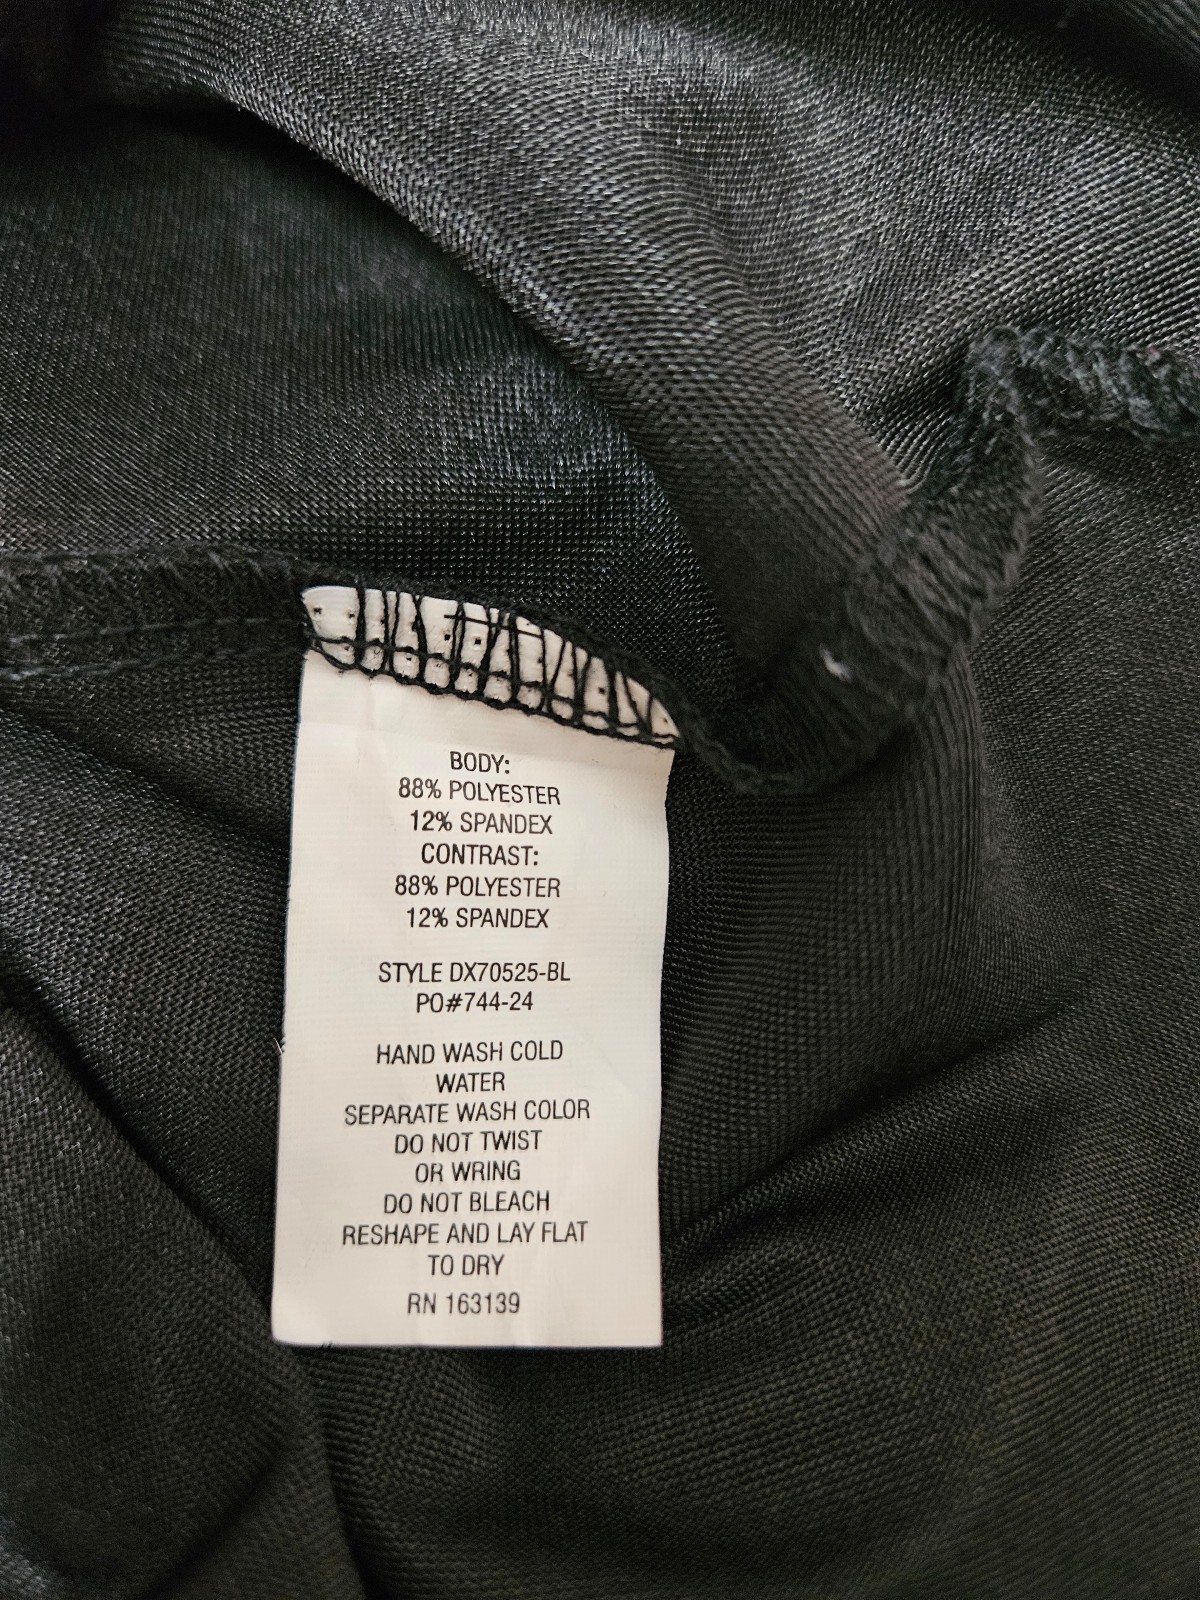 BODY:
88% POLYESTER
12% SPANDEX
CONTRAST:
88% POLYESTER
12% SPANDEX
STYLE DX70525-BL
PO#744-24
HAND WASH COLD
WATER
SEPARATE WASH COLOR
DO NOT TWIST
OR WRING
DO NOT BLEACH
RESHAPE AND LAY FLAT
TO DRY
RN 163139